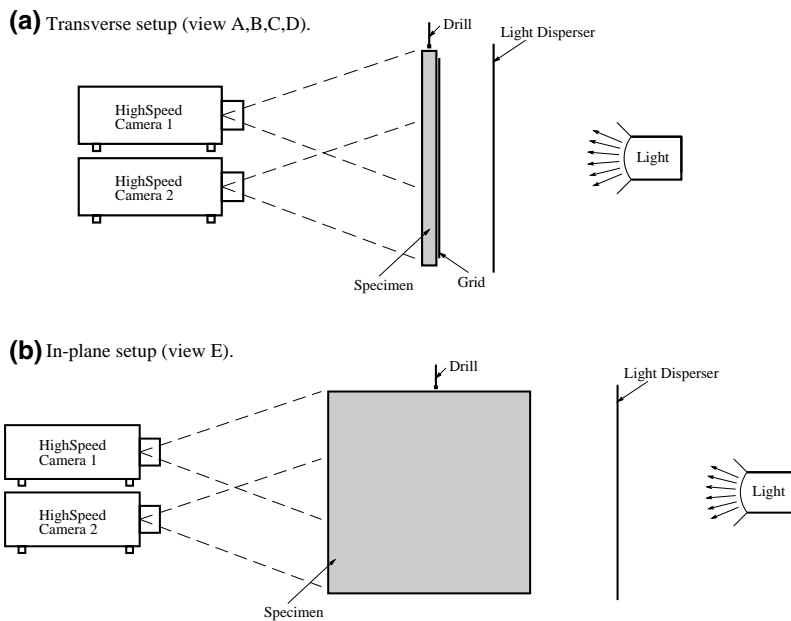 (a) Transverse setup (view A,B,C,D).
Drill
Light Disperser
HighSpeed
Camera 1
HighSpeed
Camera 2
Light
Specimen
Grid
(b) In-plane setup (view E).
Drill
Light Disperser
HighSpeed
Camera 1
HighSpeed
Camera 2
Light
Specimen